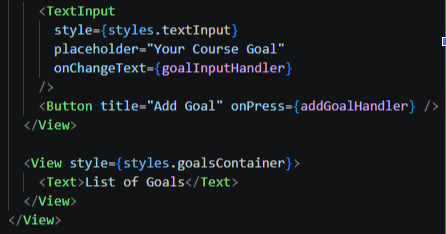 <TextInput
style={styles.textInput}
placeholder="Your Course Goal"
onChangeText={goalInputHandler}
/>
<Button title="Add Goal" onPress={addGoalHandler} />
</View>
<View style={styles.goalsContainer}>
<Text>List of Goals</Text>
</View>
</View>